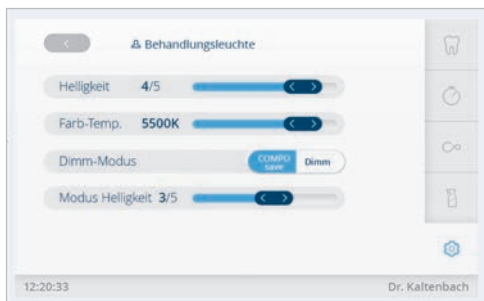 Behandlungsleuchte
Helligkeit 4/5
Farb-Temp. 5500K
Dimm-Modus COMPO save Dimm
Modus Helligkeit 3/5
12:20:33 Dr. Kaltenbach